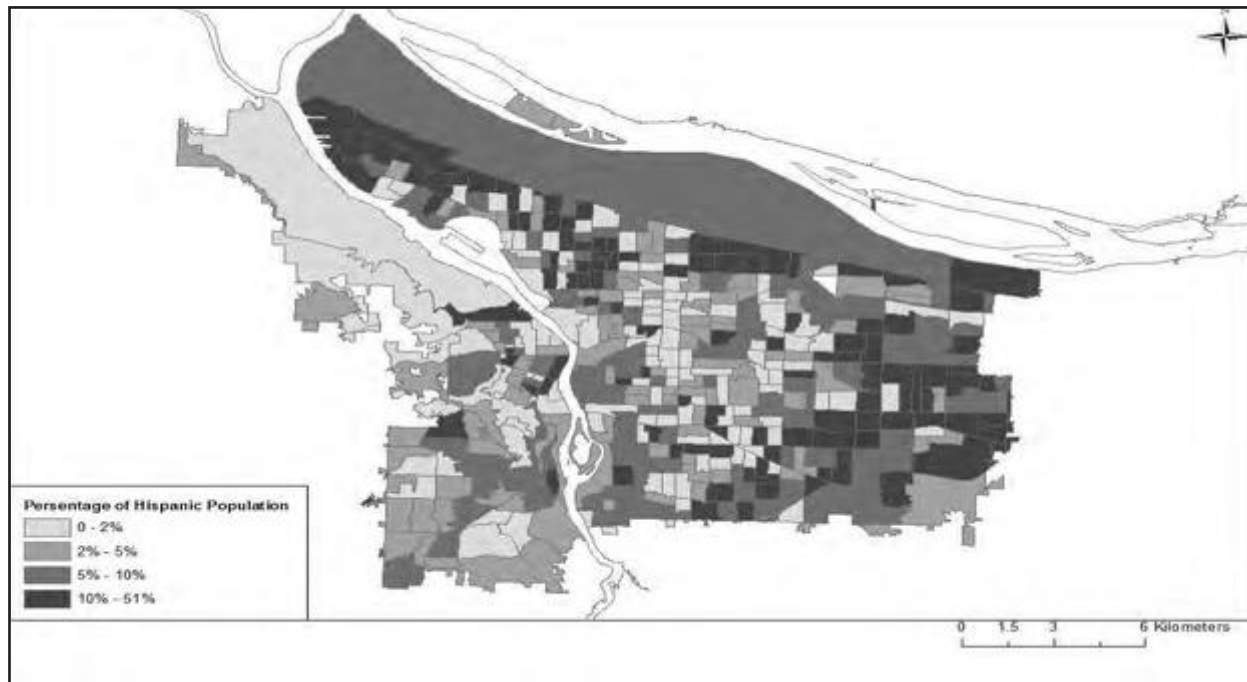 Persentage of Hispanic Population
0 - 2%
2% - 5%
5% - 10%
10% - 51%
0 1.5 3 6 Kilometers